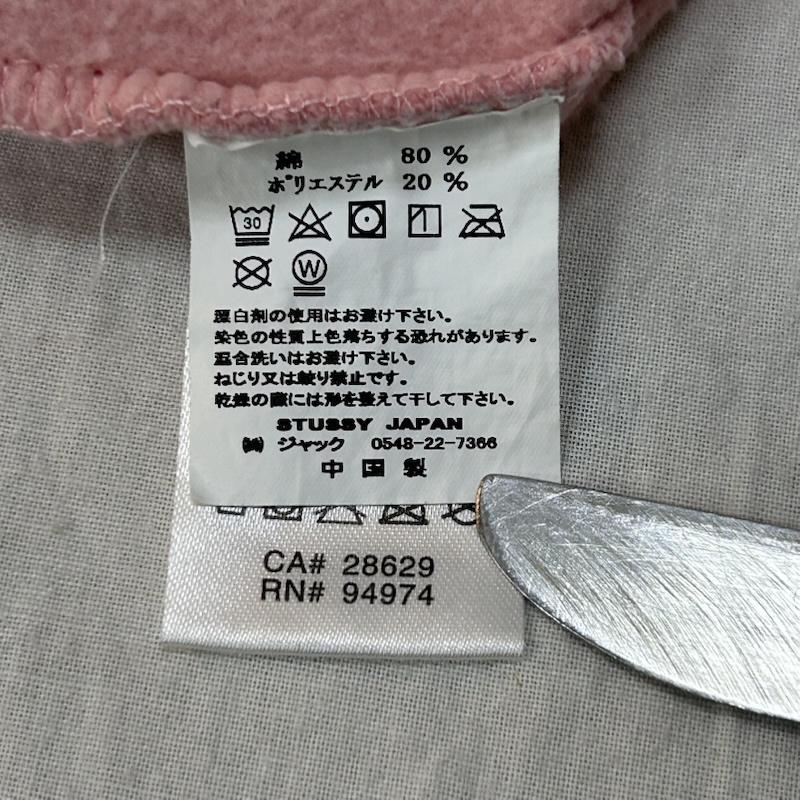 綿 80 %
ポリエステル 20 %
30
W
漂白剤の使用はお避け下さい。
染色の性質上色落ちする恐れがあります。
混合洗いはお避け下さい。
ねじり又は絞り禁止です。
乾燥の際には形を整えて干して下さい。
STUSSY JAPAN
㈱ ジャック 0548-22-7366
中国製
CA# 28629
RN# 94974